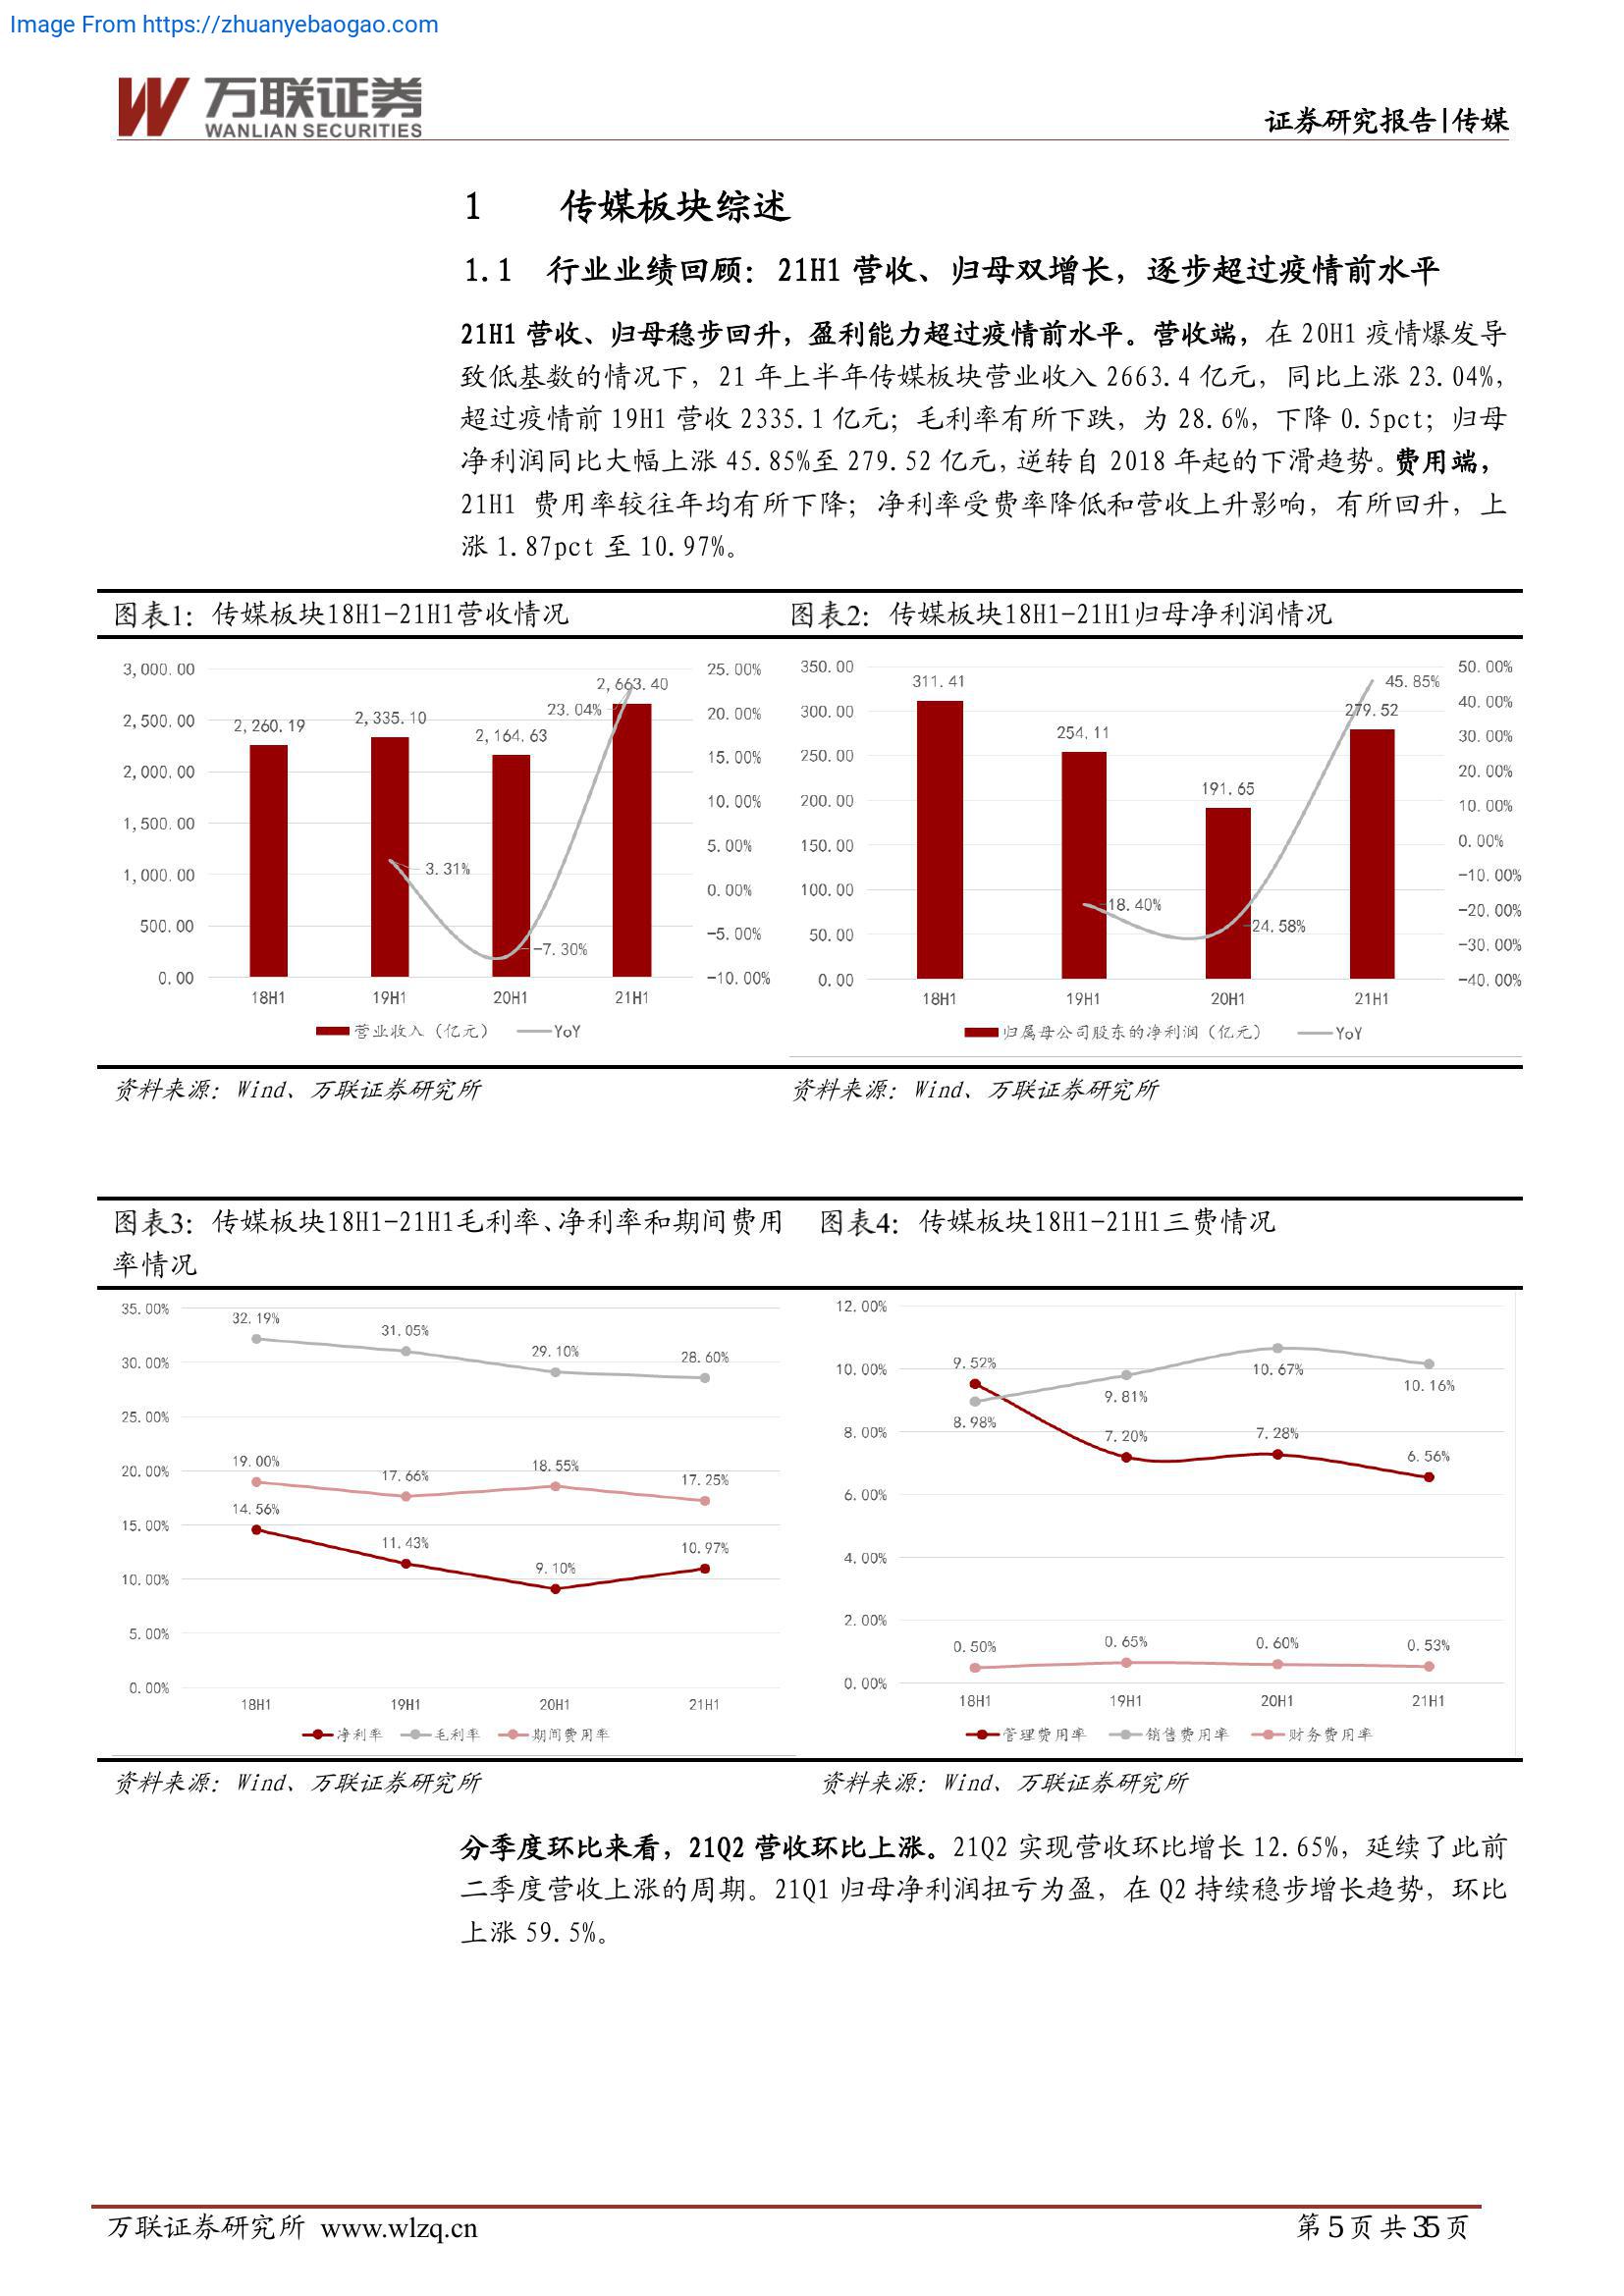 Image From https://zhuanyebaogao.com
万联证券
WANLIAN SECURITIES
证券研究报告|传媒
1 传媒板块综述
1.1 行业业绩回顾：21H1 营收、归母双增长，逐步超过疫情前水平
21H1 营收、归母稳步回升，盈利能力超过疫情前水平。营收端，在 20H1 疫情爆发导
致低基数的情况下，21 年上半年传媒板块营业收入 2663.4 亿元，同比上涨 23.04%，
超过疫情前 19H1 营收 2335.1 亿元；毛利率有所下跌，为 28.6%，下降 0.5pct；归母
净利润同比大幅上涨 45.85%至 279.52 亿元，逆转自 2018 年起的下滑趋势。费用端，
21H1 费用率较往年均有所下降；净利率受费率降低和营收上升影响，有所回升，上
涨 1.87pct 至 10.97%。
图表1：传媒板块18H1-21H1营收情况
3,000.00
2,500.00
2,000.00
1,500.00
1,000.00
500.00
0.00
2,260.19
2,335.10
2,164.63
2,663.40
23.04%
3.31%
-7.30%
25.00%
20.00%
15.00%
10.00%
5.00%
0.00%
-5.00%
-10.00%
18H1 19H1 20H1 21H1
营业收入（亿元） YoY
资料来源：Wind、万联证券研究所
图表2：传媒板块18H1-21H1归母净利润情况
350.00
300.00
250.00
200.00
150.00
100.00
50.00
0.00
311.41
254.11
191.65
279.52
45.85%
-18.40%
-24.58%
50.00%
40.00%
30.00%
20.00%
10.00%
0.00%
-10.00%
-20.00%
-30.00%
-40.00%
18H1 19H1 20H1 21H1
归属母公司股东的净利润（亿元） YoY
资料来源：Wind、万联证券研究所
图表3：传媒板块18H1-21H1毛利率、净利率和期间费用
率情况
35.00%
30.00%
25.00%
20.00%
15.00%
10.00%
5.00%
0.00%
32.19% 31.05% 29.10% 28.60%
19.00% 17.66% 18.55% 17.25%
14.56% 11.43% 9.10% 10.97%
18H1 19H1 20H1 21H1
净利率 毛利率 期间费用率
资料来源：Wind、万联证券研究所
图表4：传媒板块18H1-21H1三费情况
12.00%
10.00%
8.00%
6.00%
4.00%
2.00%
0.00%
9.52% 7.20% 7.28% 6.56%
8.98% 9.81% 10.67% 10.16%
0.50% 0.65% 0.60% 0.53%
18H1 19H1 20H1 21H1
管理费用率 销售费用率 财务费用率
资料来源：Wind、万联证券研究所
分季度环比来看，21Q2 营收环比上涨。21Q2 实现营收环比增长 12.65%，延续了此前
二季度营收上涨的周期。21Q1 归母净利润扭亏为盈，在 Q2 持续稳步增长趋势，环比
上涨 59.5%。
万联证券研究所 www.wlzq.cn
第 5 页 共 35 页